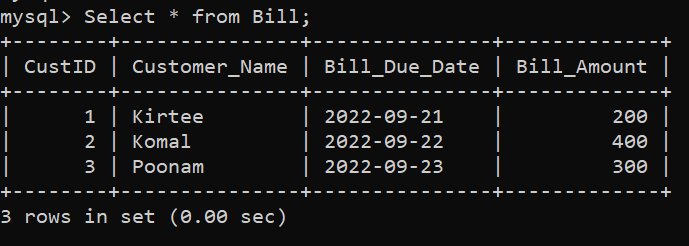 mysql> Select * from Bill;
+--------+---------------+---------------+-------------+
| CustID | Customer_Name | Bill_Due_Date | Bill_Amount |
+--------+---------------+---------------+-------------+
|      1 | Kirtee        | 2022-09-21    |         200 |
|      2 | Komal         | 2022-09-22    |         400 |
|      3 | Poonam        | 2022-09-23    |         300 |
+--------+---------------+---------------+-------------+
3 rows in set (0.00 sec)